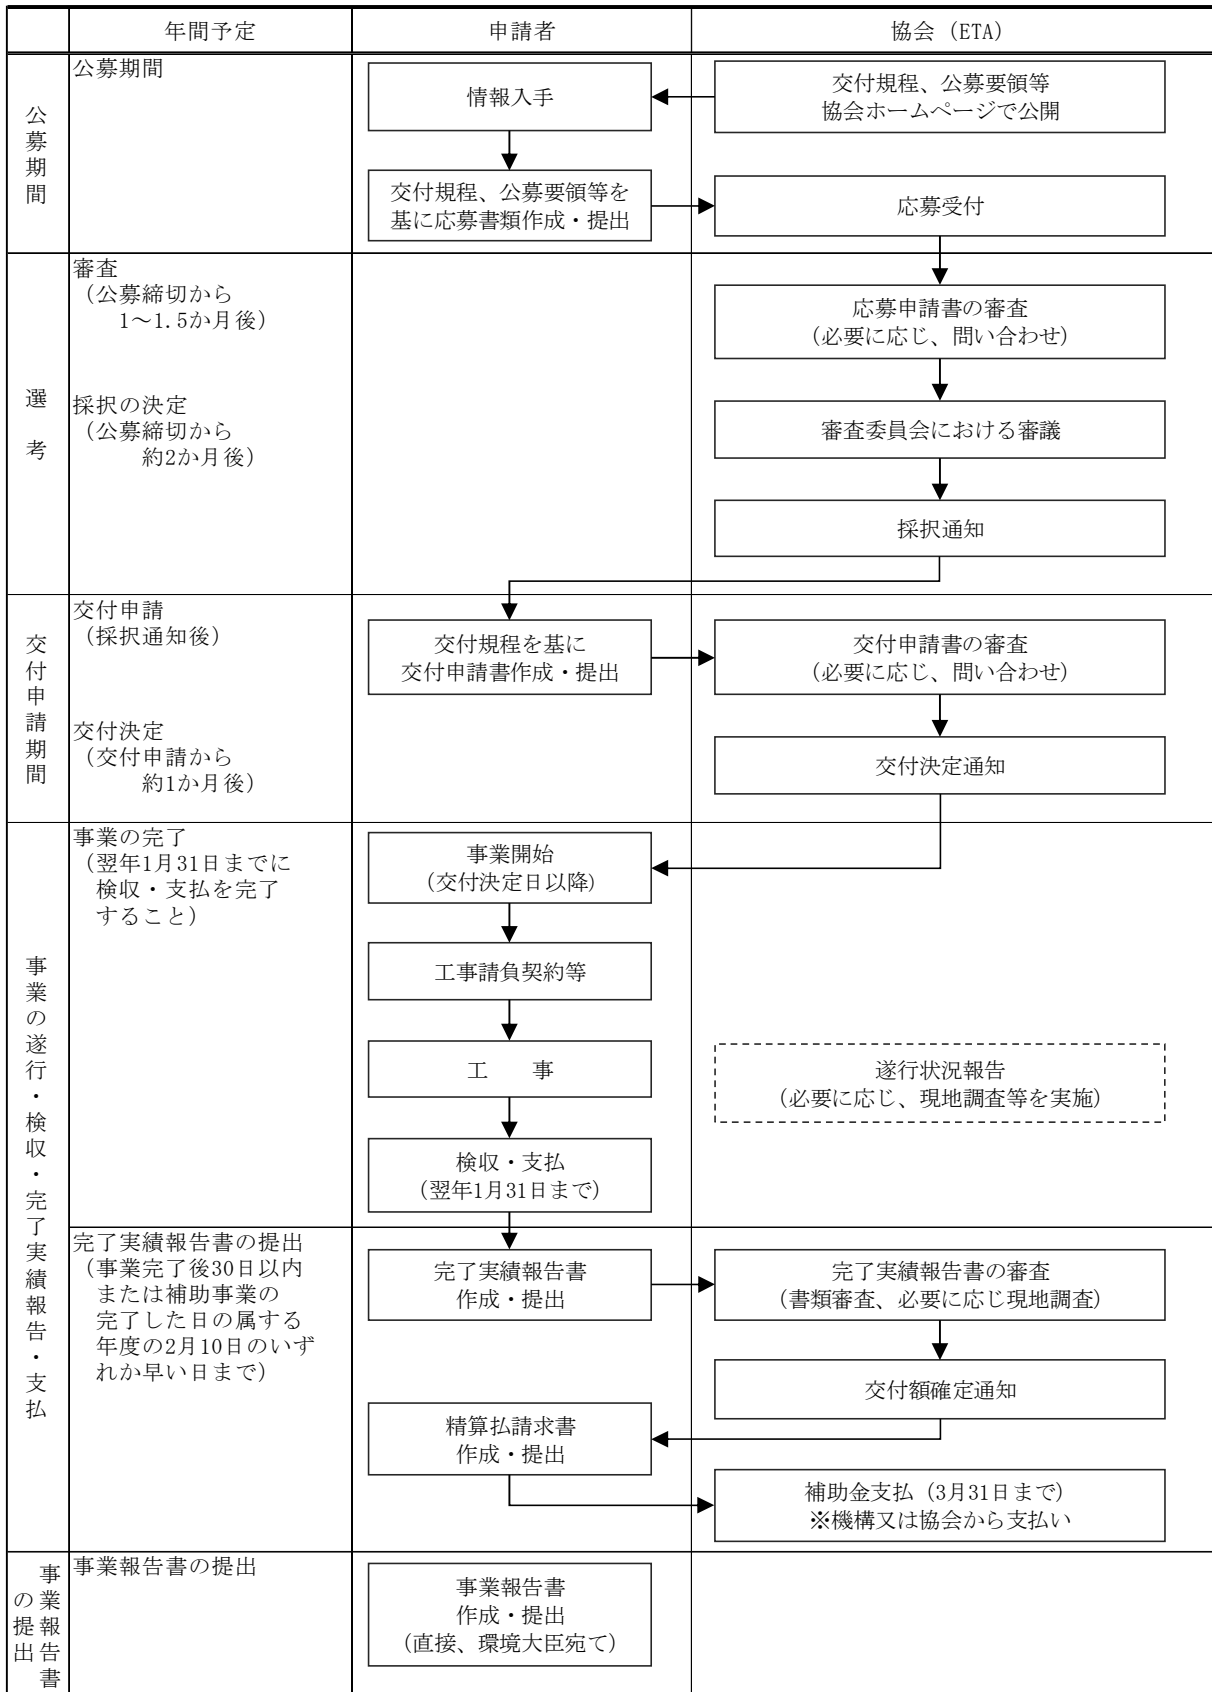 年間予定
申請者
協会（ETA）
公募期間
公募期間
情報入手
交付規程、公募要領等
協会ホームページで公開
交付規程、公募要領等を
基に応募書類作成・提出
応募受付
選考
審査
（公募締切から
1～1.5か月後）
採択の決定
（公募締切から
約2か月後）
応募申請書の審査
（必要に応じ、問い合わせ）
審査委員会における審議
採択通知
交付申請期間
交付申請
（採択通知後）
交付決定
（交付申請から
約1か月後）
交付規程を基に
交付申請書作成・提出
交付申請書の審査
（必要に応じ、問い合わせ）
交付決定通知
事業の遂行・検収・完了実績報告・支払
事業の完了
（翌年1月31日までに
検収・支払を完了
すること）
事業開始
（交付決定日以降）
工事請負契約等
工　事
遂行状況報告
（必要に応じ、現地調査等を実施）
検収・支払
（翌年1月31日まで）
完了実績報告書の提出
（事業完了後30日以内
または補助事業の
完了した日の属する
年度の2月10日のいず
れか早い日まで）
完了実績報告書
作成・提出
完了実績報告書の審査
（書類審査、必要に応じ現地調査）
交付額確定通知
精算払請求書
作成・提出
補助金支払（3月31日まで）
※機構又は協会から支払い
事業報告書
の提出
事業報告書の提出
事業報告書
作成・提出
（直接、環境大臣宛て）